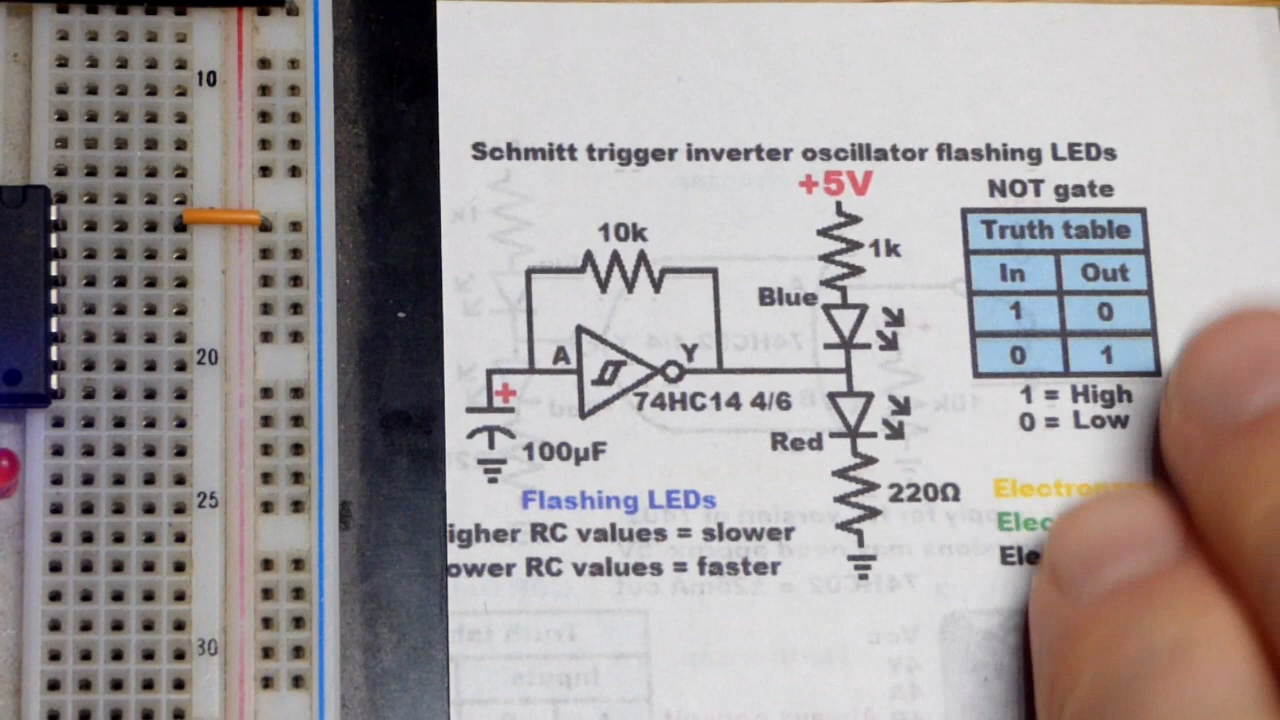 10
20
25
30
Schmitt trigger inverter oscillator flashing LEDs
+5V
NOT gate
Truth table
In Out
1 0
0 1
1 = High
0 = Low
10k
1k
Blue
A
Y
+
74HC14 4/6
100µF
Red
220Ω
Flashing LEDs
igher RC values = slower
ower RC values = faster